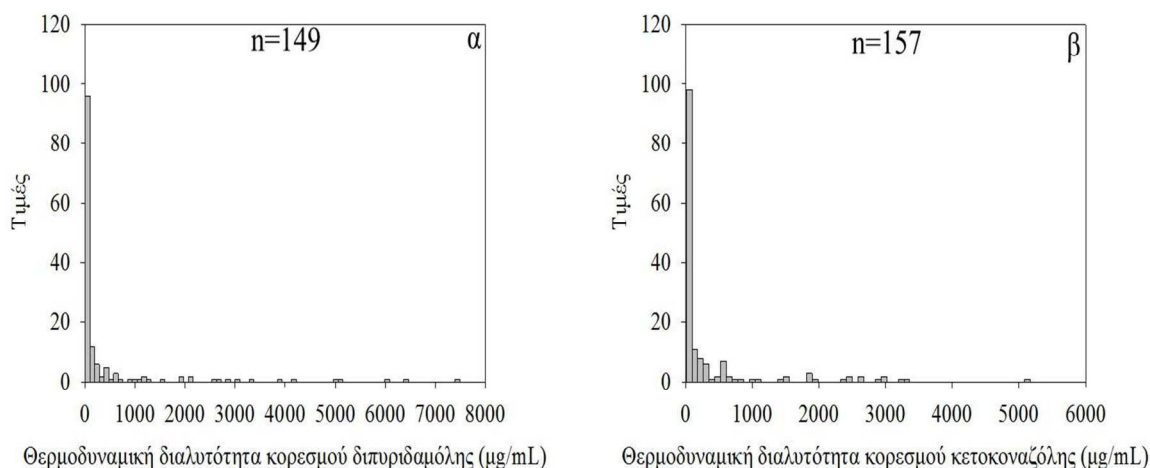 120
n=149
α
100
80
60
40
20
0
Τιμές
0 1000 2000 3000 4000 5000 6000 7000 8000
Θερμοδυναμική διαλυτότητα κορεσμού διπυριδαμόλης (μg/mL)
120
n=157
β
100
80
60
40
20
0
Τιμές
0 1000 2000 3000 4000 5000 6000
Θερμοδυναμική διαλυτότητα κορεσμού κετοκοναζόλης (μg/mL)